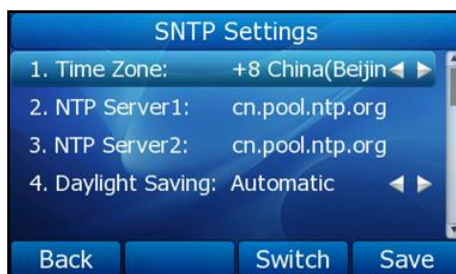 SNTP Settings
1. Time Zone: +8 China(Beijin
2. NTP Server1: cn.pool.ntp.org
3. NTP Server2: cn.pool.ntp.org
4. Daylight Saving: Automatic
Back Switch Save